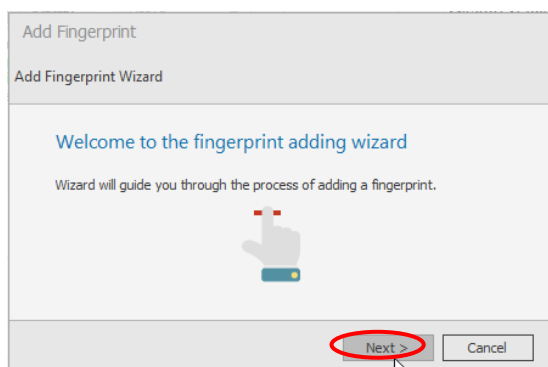 Add Fingerprint
Add Fingerprint Wizard
Welcome to the fingerprint adding wizard
Wizard will guide you through the process of adding a fingerprint.
Next > Cancel